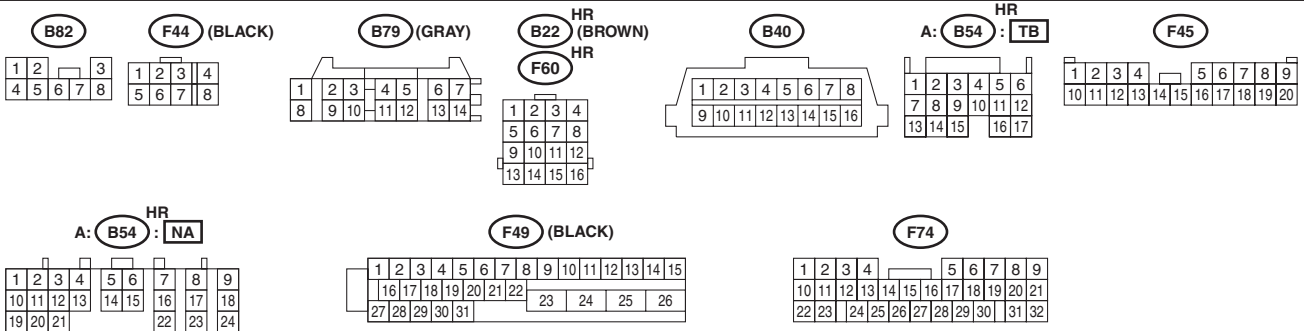 B82
F44 (BLACK)
B79 (GRAY)
HR
B22 (BROWN)
HR
F60
B40
HR
A: B54 : TB
F45
1 2 3
4 5 6 7 8
1 2 3 4
5 6 7 8
1 2 3 4 5 6 7
8 9 10 11 12 13 14
1 2 3 4
5 6 7 8
9 10 11 12
13 14 15 16
1 2 3 4 5 6 7 8
9 10 11 12 13 14 15 16
1 2 3 4 5 6
7 8 9 10 11 12
13 14 15 16 17
1 2 3 4 5 6 7 8 9
10 11 12 13 14 15 16 17 18 19 20
HR
A: B54 : NA
F49 (BLACK)
F74
1 2 3 4 5 6 7 8 9
10 11 12 13 14 15 16 17 18
19 20 21 22 23 24
1 2 3 4 5 6 7 8 9 10 11 12 13 14 15
16 17 18 19 20 21 22 23 24 25 26
27 28 29 30 31
1 2 3 4 5 6 7 8 9
10 11 12 13 14 15 16 17 18 19 20 21
22 23 24 25 26 27 28 29 30 31 32